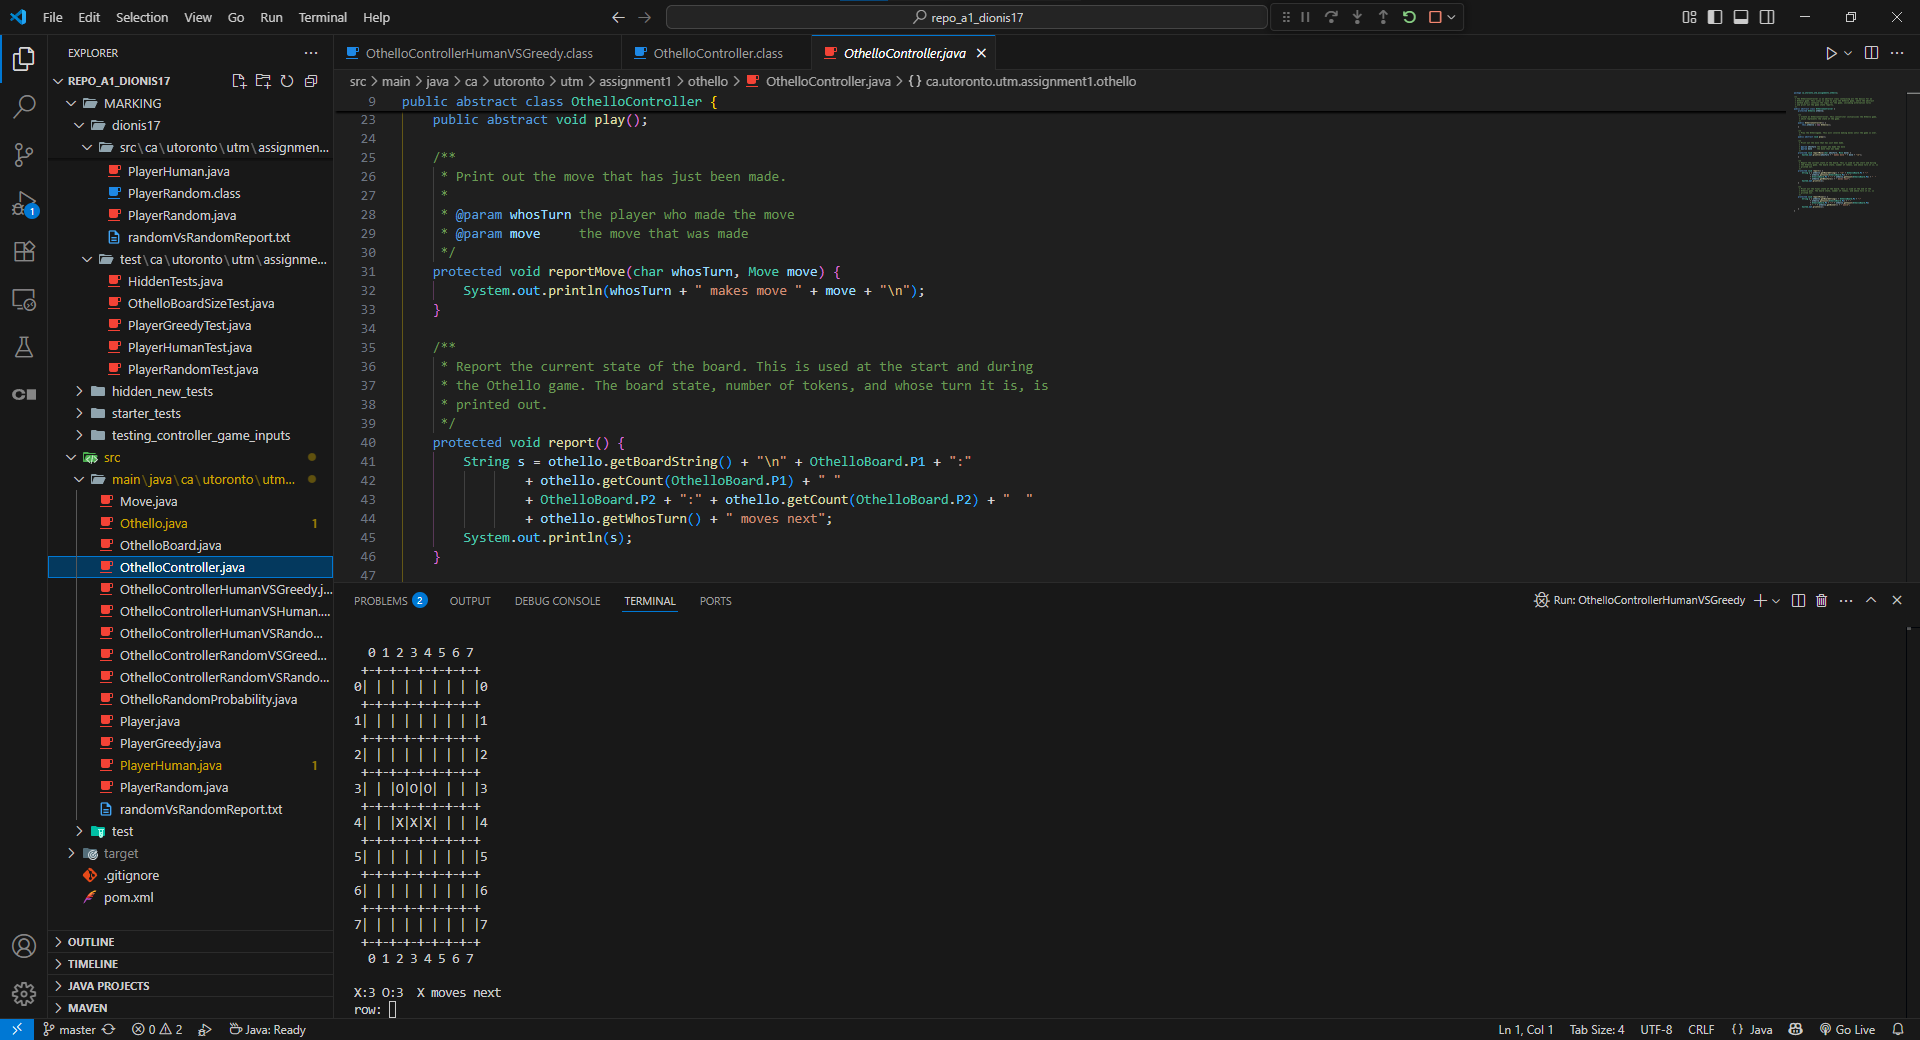 File Edit Selection View Go Run Terminal Help
repo_a1_dionis17
EXPLORER
REPO_A1_DIONIS17
MARKING
dionis17
src\ca\utoronto\utm\assignmen...
PlayerHuman.java
PlayerRandom.class
PlayerRandom.java
randomVsRandomReport.txt
test\ca\utoronto\utm\assignme...
HiddenTests.java
OthelloBoardSizeTest.java
PlayerGreedyTest.java
PlayerHumanTest.java
PlayerRandomTest.java
hidden_new_tests
starter_tests
testing_controller_game_inputs
src
main\java\ca\utoronto\utm...
Move.java
Othello.java 1
OthelloBoard.java
OthelloController.java
OthelloControllerHumanVSGreedy.j...
OthelloControllerHumanVSHuman....
OthelloControllerHumanVSRando...
OthelloControllerRandomVSGreed...
OthelloControllerRandomVSRando...
OthelloRandomProbability.java
Player.java
PlayerGreedy.java
PlayerHuman.java 1
PlayerRandom.java
randomVsRandomReport.txt
test
target
.gitignore
pom.xml
OUTLINE
TIMELINE
JAVA PROJECTS
MAVEN
1
OthelloControllerHumanVSGreedy.class OthelloController.class OthelloController.java
src > main > java > ca > utoronto > utm > assignment1 > othello > OthelloController.java > {} ca.utoronto.utm.assignment1.othello
9 public abstract class OthelloController {
23 public abstract void play();
24
25 /**
26 * Print out the move that has just been made.
27 *
28 * @param whosTurn the player who made the move
29 * @param move     the move that was made
30 */
31 protected void reportMove(char whosTurn, Move move) {
32 System.out.println(whosTurn + " makes move " + move + "\n");
33 }
34
35 /**
36 * Report the current state of the board. This is used at the start and during
37 * the Othello game. The board state, number of tokens, and whose turn it is, is
38 * printed out.
39 */
40 protected void report() {
41 String s = othello.getBoardString() + "\n" + OthelloBoard.P1 + ":"
42 + othello.getCount(OthelloBoard.P1) + " "
43 + OthelloBoard.P2 + ":" + othello.getCount(OthelloBoard.P2) + "  "
44 + othello.getWhosTurn() + " moves next";
45 System.out.println(s);
46 }
47
PROBLEMS 2 OUTPUT DEBUG CONSOLE TERMINAL PORTS
Run: OthelloControllerHumanVSGreedy
  0 1 2 3 4 5 6 7
 +-+-+-+-+-+-+-+-+
0| | | | | | | | |0
 +-+-+-+-+-+-+-+-+
1| | | | | | | | |1
 +-+-+-+-+-+-+-+-+
2| | | | | | | | |2
 +-+-+-+-+-+-+-+-+
3| | |O|O|O| | | |3
 +-+-+-+-+-+-+-+-+
4| | |X|X|X| | | |4
 +-+-+-+-+-+-+-+-+
5| | | | | | | | |5
 +-+-+-+-+-+-+-+-+
6| | | | | | | | |6
 +-+-+-+-+-+-+-+-+
7| | | | | | | | |7
 +-+-+-+-+-+-+-+-+
  0 1 2 3 4 5 6 7
X:3 O:3  X moves next
row:
master 0 2 Java: Ready Ln 1, Col 1 Tab Size: 4 UTF-8 CRLF {} Java Go Live